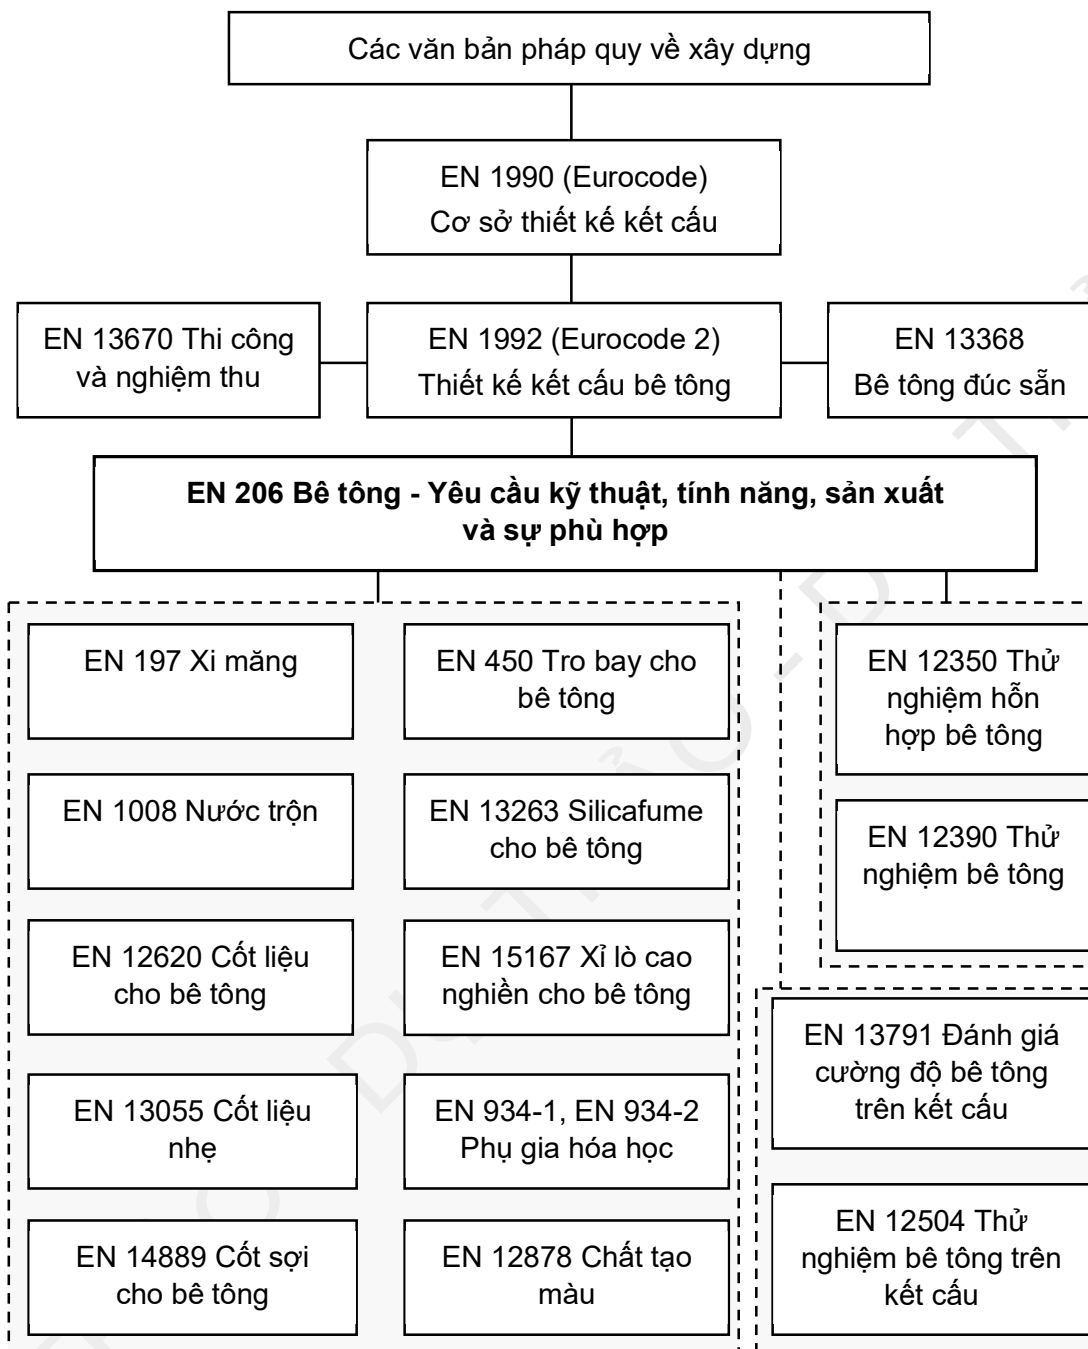 Các văn bản pháp quy về xây dựng
EN 1990 (Eurocode)
Cơ sở thiết kế kết cấu
EN 13670 Thi công
và nghiệm thu
EN 1992 (Eurocode 2)
Thiết kế kết cấu bê tông
EN 13368
Bê tông đúc sẵn
EN 206 Bê tông - Yêu cầu kỹ thuật, tính năng, sản xuất
và sự phù hợp
EN 197 Xi măng
EN 450 Tro bay cho
bê tông
EN 1008 Nước trộn
EN 13263 Silicafume
cho bê tông
EN 12620 Cốt liệu
cho bê tông
EN 15167 Xỉ lò cao
nghiền cho bê tông
EN 13055 Cốt liệu
nhẹ
EN 934-1, EN 934-2
Phụ gia hóa học
EN 14889 Cốt sợi
cho bê tông
EN 12878 Chất tạo
màu
EN 12350 Thử
nghiệm hỗn
hợp bê tông
EN 12390 Thử
nghiệm bê tông
EN 13791 Đánh giá
cường độ bê tông
trên kết cấu
EN 12504 Thử
nghiệm bê tông trên
kết cấu